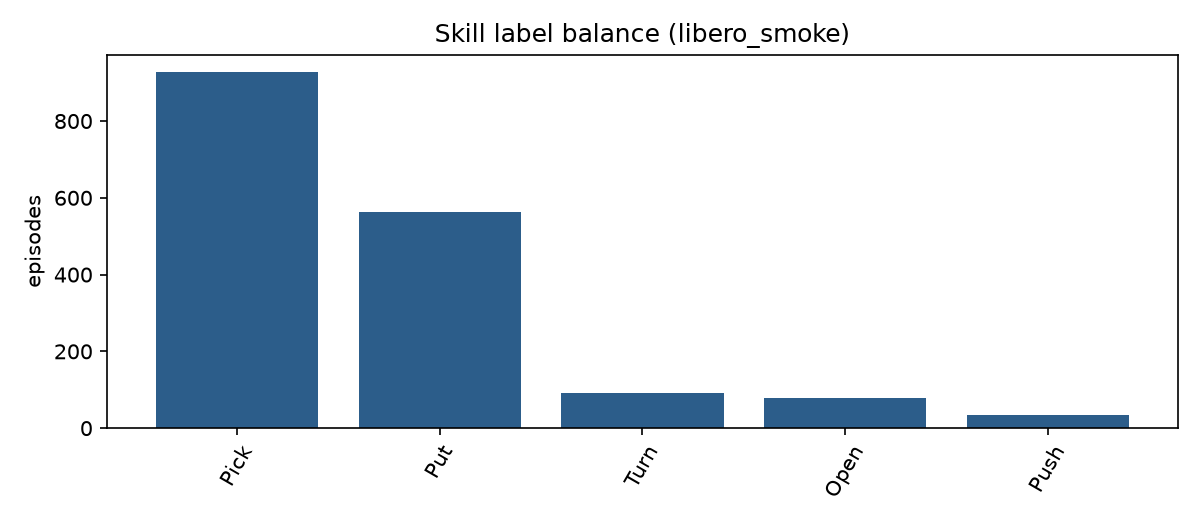 Skill label balance (libero_smoke)
episodes
800
600
400
200
0
Pick
Put
Turn
Open
Push